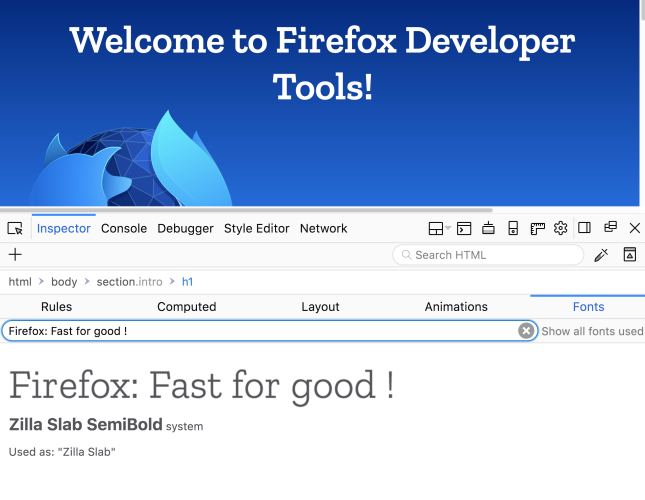 Welcome to Firefox Developer
Tools!
Inspector Console Debugger Style Editor Network
Search HTML
html > body > section.intro > h1
Rules Computed Layout Animations Fonts
Firefox: Fast for good ! Show all fonts used
Firefox: Fast for good !
Zilla Slab SemiBold system
Used as: "Zilla Slab"